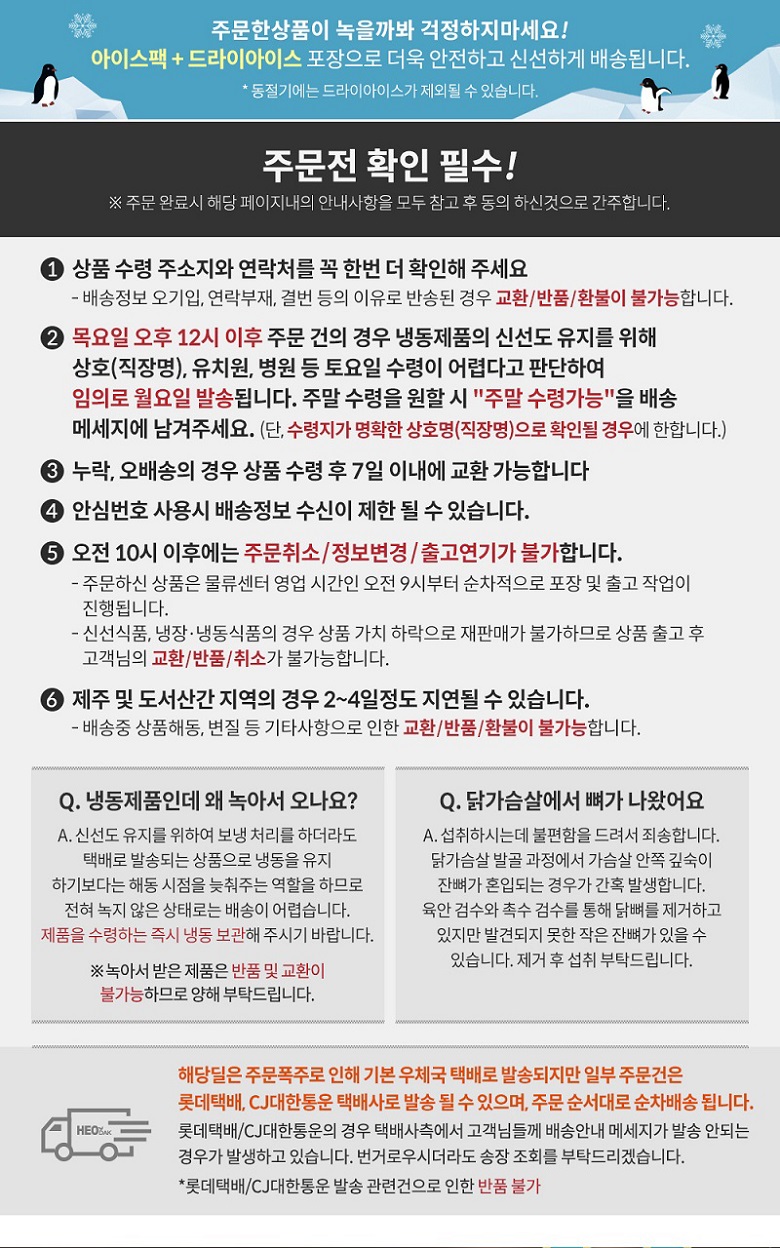 주문한상품이 녹을까봐 걱정하지마세요!
아이스팩 + 드라이아이스 포장으로 더욱 안전하고 신선하게 배송됩니다.
* 동절기에는 드라이아이스가 제외될 수 있습니다.
주문전 확인 필수!
※ 주문 완료시 해당 페이지내의 안내사항을 모두 참고 후 동의 하신것으로 간주합니다.
1 상품 수령 주소지와 연락처를 꼭 한번 더 확인해 주세요
- 배송정보 오기입, 연락부재, 결번 등의 이유로 반송된 경우 교환/반품/환불이 불가능합니다.
2 목요일 오후 12시 이후 주문 건의 경우 냉동제품의 신선도 유지를 위해
상호(직장명), 유치원, 병원 등 토요일 수령이 어렵다고 판단하여
임의로 월요일 발송됩니다. 주말 수령을 원할 시 "주말 수령가능"을 배송
메세지에 남겨주세요. (단, 수령지가 명확한 상호명(직장명)으로 확인될 경우에 한합니다.)
3 누락, 오배송의 경우 상품 수령 후 7일 이내에 교환 가능합니다
4 안심번호 사용시 배송정보 수신이 제한 될 수 있습니다.
5 오전 10시 이후에는 주문취소/정보변경/출고연기가 불가합니다.
- 주문하신 상품은 물류센터 영업 시간인 오전 9시부터 순차적으로 포장 및 출고 작업이
진행됩니다.
- 신선식품, 냉장·냉동식품의 경우 상품 가치 하락으로 재판매가 불가하므로 상품 출고 후
고객님의 교환/반품/취소가 불가능합니다.
6 제주 및 도서산간 지역의 경우 2~4일정도 지연될 수 있습니다.
- 배송중 상품해동, 변질 등 기타사항으로 인한 교환/반품/환불이 불가능합니다.
Q. 냉동제품인데 왜 녹아서 오나요?
A. 신선도 유지를 위하여 보냉 처리를 하더라도
택배로 발송되는 상품으로 냉동을 유지
하기보다는 해동 시점을 늦춰주는 역할을 하므로
전혀 녹지 않은 상태로는 배송이 어렵습니다.
제품을 수령하는 즉시 냉동 보관해 주시기 바랍니다.
※녹아서 받은 제품은 반품 및 교환이
불가능하므로 양해 부탁드립니다.
Q. 닭가슴살에서 뼈가 나왔어요
A. 섭취하시는데 불편함을 드려서 죄송합니다.
닭가슴살 발골 과정에서 가슴살 안쪽 깊숙이
잔뼈가 혼입되는 경우가 간혹 발생합니다.
육안 검수와 촉수 검수를 통해 닭뼈를 제거하고
있지만 발견되지 못한 작은 잔뼈가 있을 수
있습니다. 제거 후 섭취 부탁드립니다.
해당딜은 주문폭주로 인해 기본 우체국 택배로 발송되지만 일부 주문건은
롯데택배, CJ대한통운 택배사로 발송 될 수 있으며, 주문 순서대로 순차배송 됩니다.
롯데택배/CJ대한통운의 경우 택배사측에서 고객님들께 배송안내 메세지가 발송 안되는
경우가 발생하고 있습니다. 번거로우시더라도 송장 조회를 부탁드리겠습니다.
*롯데택배/CJ대한통운 발송 관련건으로 인한 반품 불가
HEO
DAK